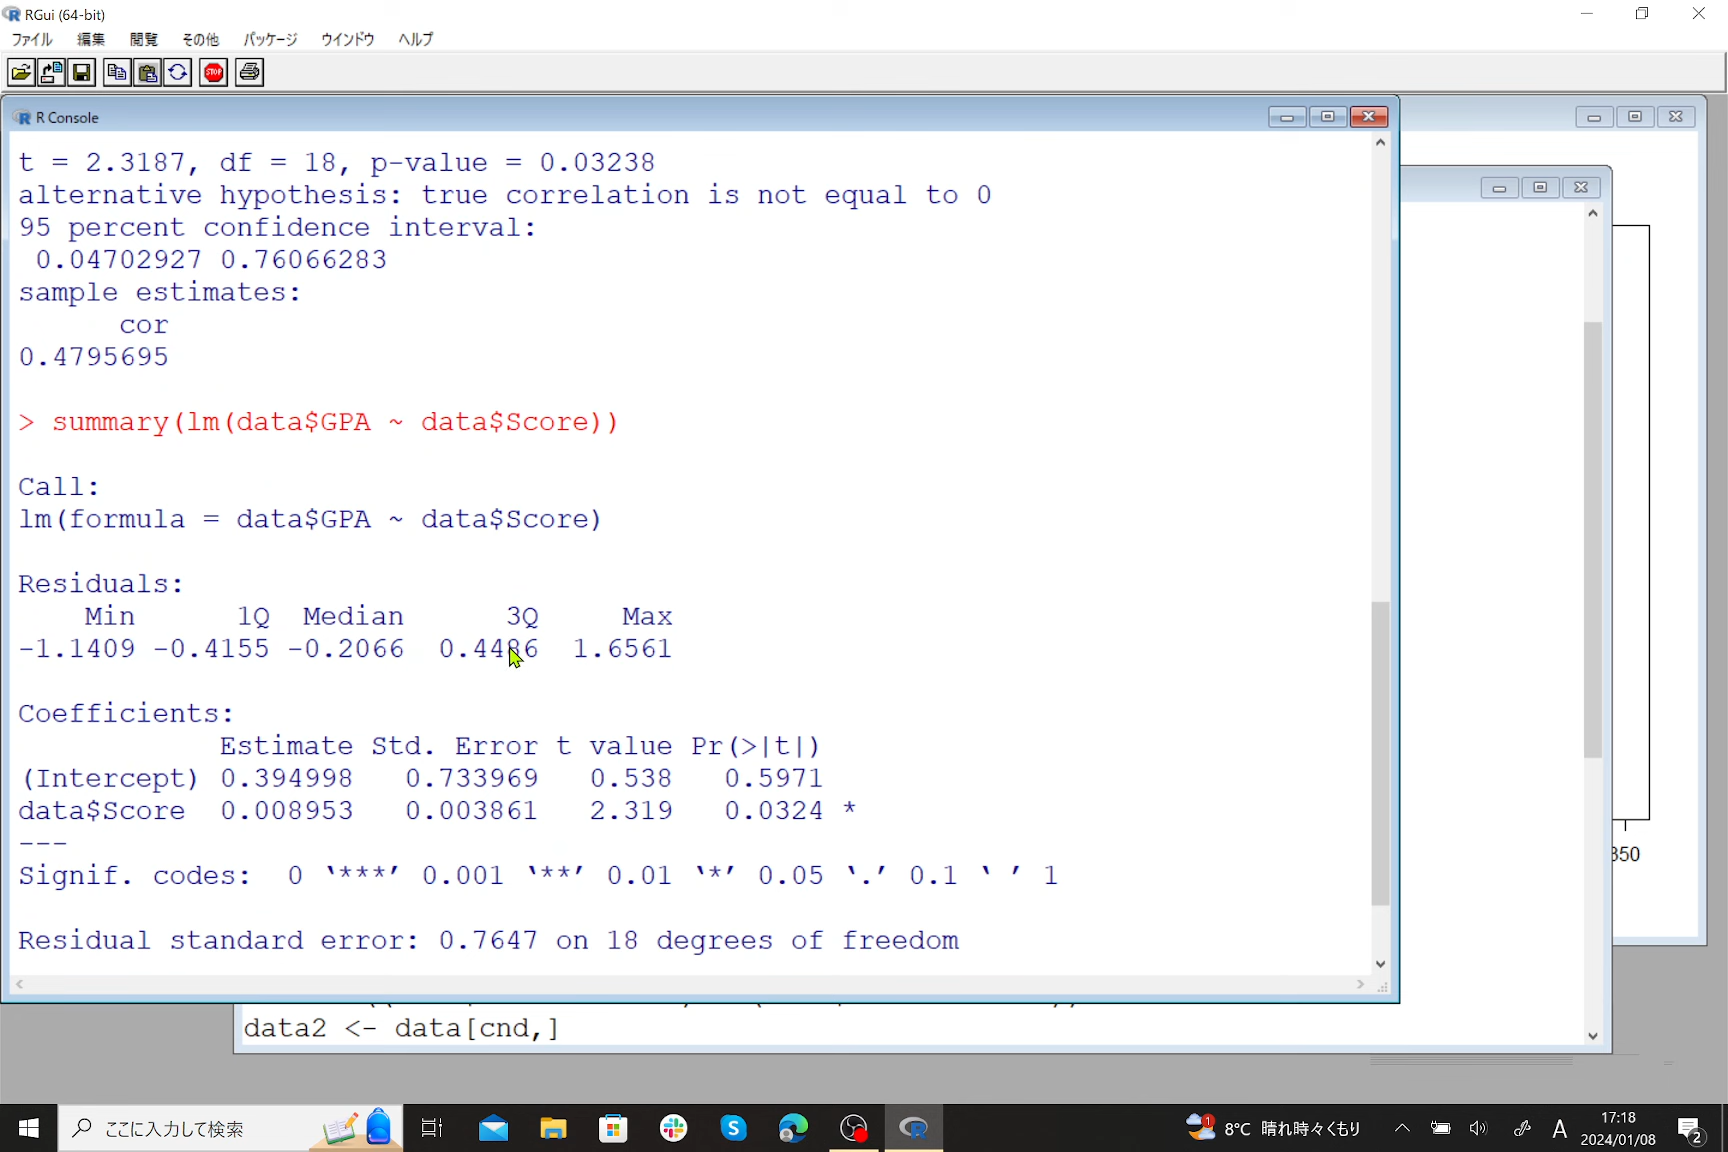 RGui (64-bit)
ファイル 編集 閲覧 その他 パッケージ ウインドウ ヘルプ
STOP
R Console
t = 2.3187, df = 18, p-value = 0.03238
alternative hypothesis: true correlation is not equal to 0
95 percent confidence interval:
0.04702927 0.76066283
sample estimates:
cor
0.4795695
> summary(lm(data$GPA ~ data$Score))
Call:
lm(formula = data$GPA ~ data$Score)
Residuals:
Min 1Q Median 3Q Max
-1.1409 -0.4155 -0.2066 0.4486 1.6561
Coefficients:
Estimate Std. Error t value Pr(>|t|)
(Intercept) 0.394998 0.733969 0.538 0.5971
data$Score 0.008953 0.003861 2.319 0.0324 *
---
Signif. codes: 0 ‘***’ 0.001 ‘**’ 0.01 ‘*’ 0.05 ‘.’ 0.1 ‘ ’ 1
Residual standard error: 0.7647 on 18 degrees of freedom
350
data2 <- data[cnd,]
ここに入力して検索
1
8°C 晴れ時々くもり
A
17:18
2024/01/08
2